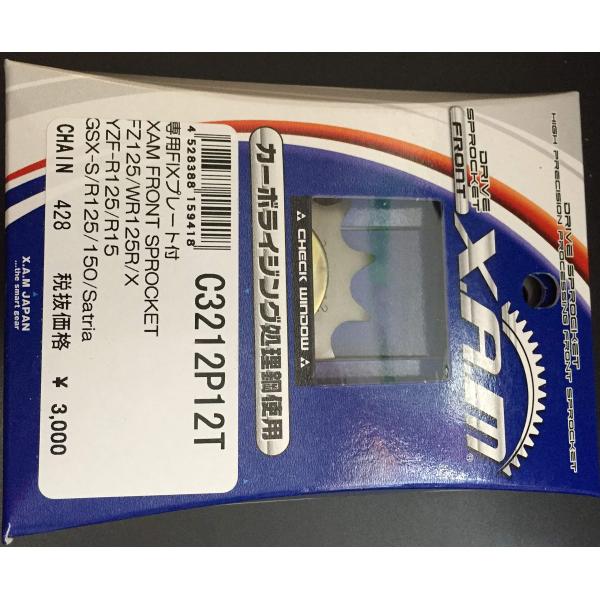 HIGH PRECISION PROCESSING FRONT SPROCKET
DRIVE SPROCKET
DRIVE
SPROCKET
FRONT
X.A.M
®
⚠ CHECK WINDOW ⚠
カーボライジング処理鋼使用
C3212P12T
4 528388 159418
専用FIXプレート付
XAM FRONT SPROCKET
FZ125/WR125R/X
YZF-R125/R15
GSX-S/R125/150/Satria
CHAIN 428 税抜価格 ¥ 3,000
X.A.M JAPAN
...the smart gear